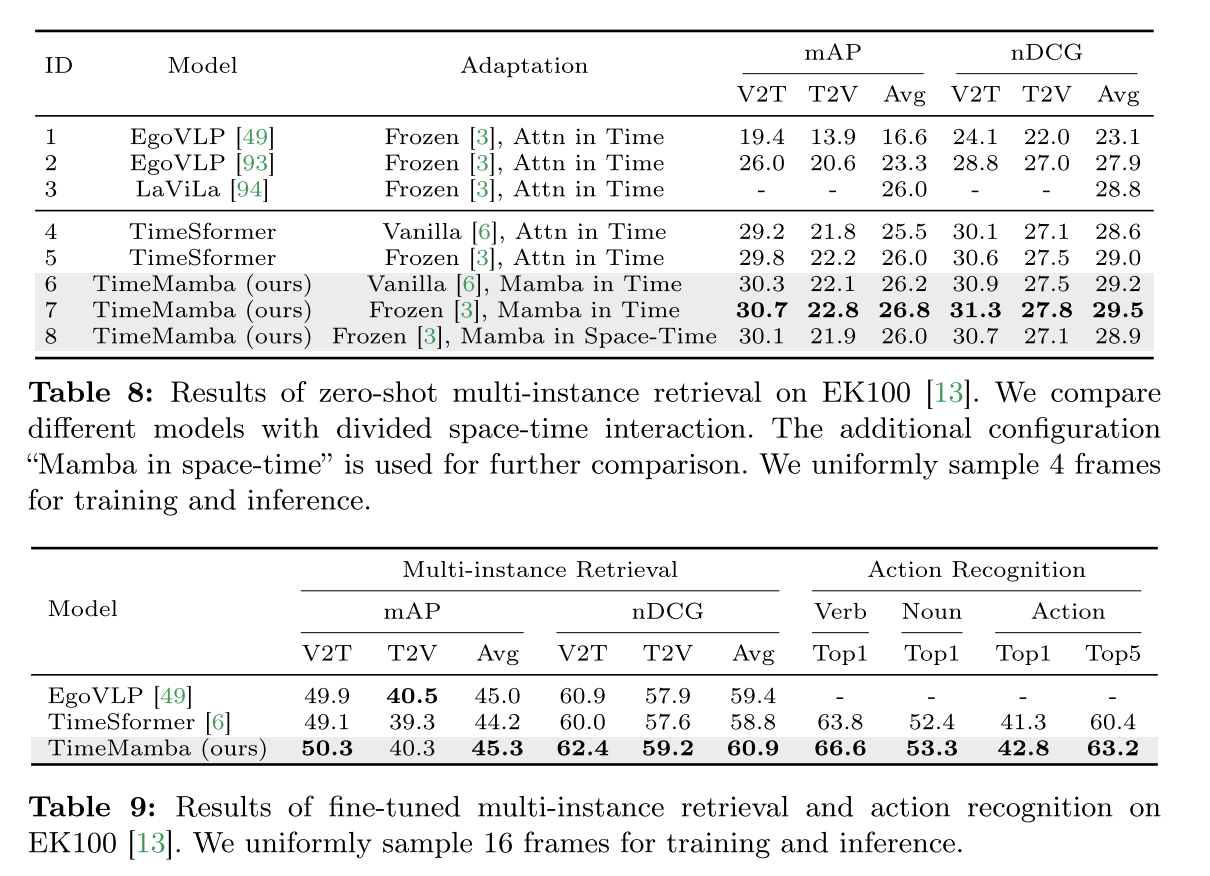 ID Model Adaptation mAP nDCG
V2T T2V Avg V2T T2V Avg
1 EgoVLP [49] Frozen [3], Attn in Time 19.4 13.9 16.6 24.1 22.0 23.1
2 EgoVLP [93] Frozen [3], Attn in Time 26.0 20.6 23.3 28.8 27.0 27.9
3 LaViLa [94] Frozen [3], Attn in Time - - 26.0 - - 28.8
4 TimeSformer Vanilla [6], Attn in Time 29.2 21.8 25.5 30.1 27.1 28.6
5 TimeSformer Frozen [3], Attn in Time 29.8 22.2 26.0 30.6 27.5 29.0
6 TimeMamba (ours) Vanilla [6], Mamba in Time 30.3 22.1 26.2 30.9 27.5 29.2
7 TimeMamba (ours) Frozen [3], Mamba in Time 30.7 22.8 26.8 31.3 27.8 29.5
8 TimeMamba (ours) Frozen [3], Mamba in Space-Time 30.1 21.9 26.0 30.7 27.1 28.9
Table 8: Results of zero-shot multi-instance retrieval on EK100 [13]. We compare
different models with divided space-time interaction. The additional configuration
“Mamba in space-time” is used for further comparison. We uniformly sample 4 frames
for training and inference.
Multi-instance Retrieval Action Recognition
Model mAP nDCG Verb Noun Action
V2T T2V Avg V2T T2V Avg Top1 Top1 Top1 Top5
EgoVLP [49] 49.9 40.5 45.0 60.9 57.9 59.4 - - - -
TimeSformer [6] 49.1 39.3 44.2 60.0 57.6 58.8 63.8 52.4 41.3 60.4
TimeMamba (ours) 50.3 40.3 45.3 62.4 59.2 60.9 66.6 53.3 42.8 63.2
Table 9: Results of fine-tuned multi-instance retrieval and action recognition on
EK100 [13]. We uniformly sample 16 frames for training and inference.